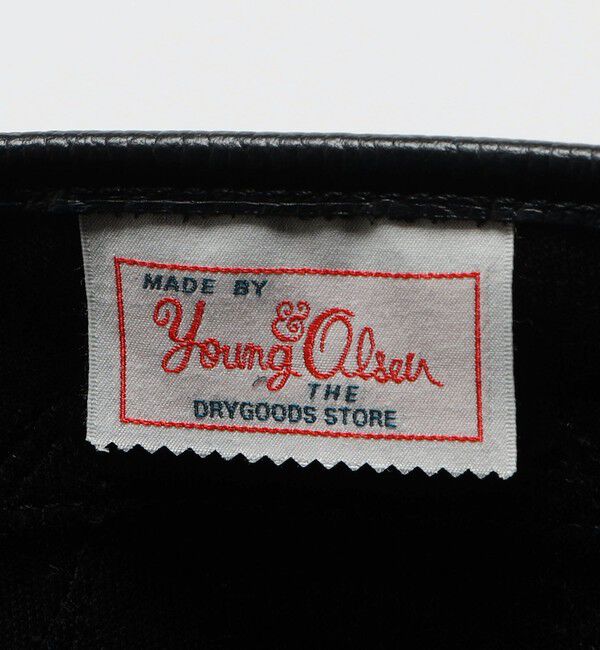 MADE BY
Young & Olsen
THE
DRYGOODS STORE